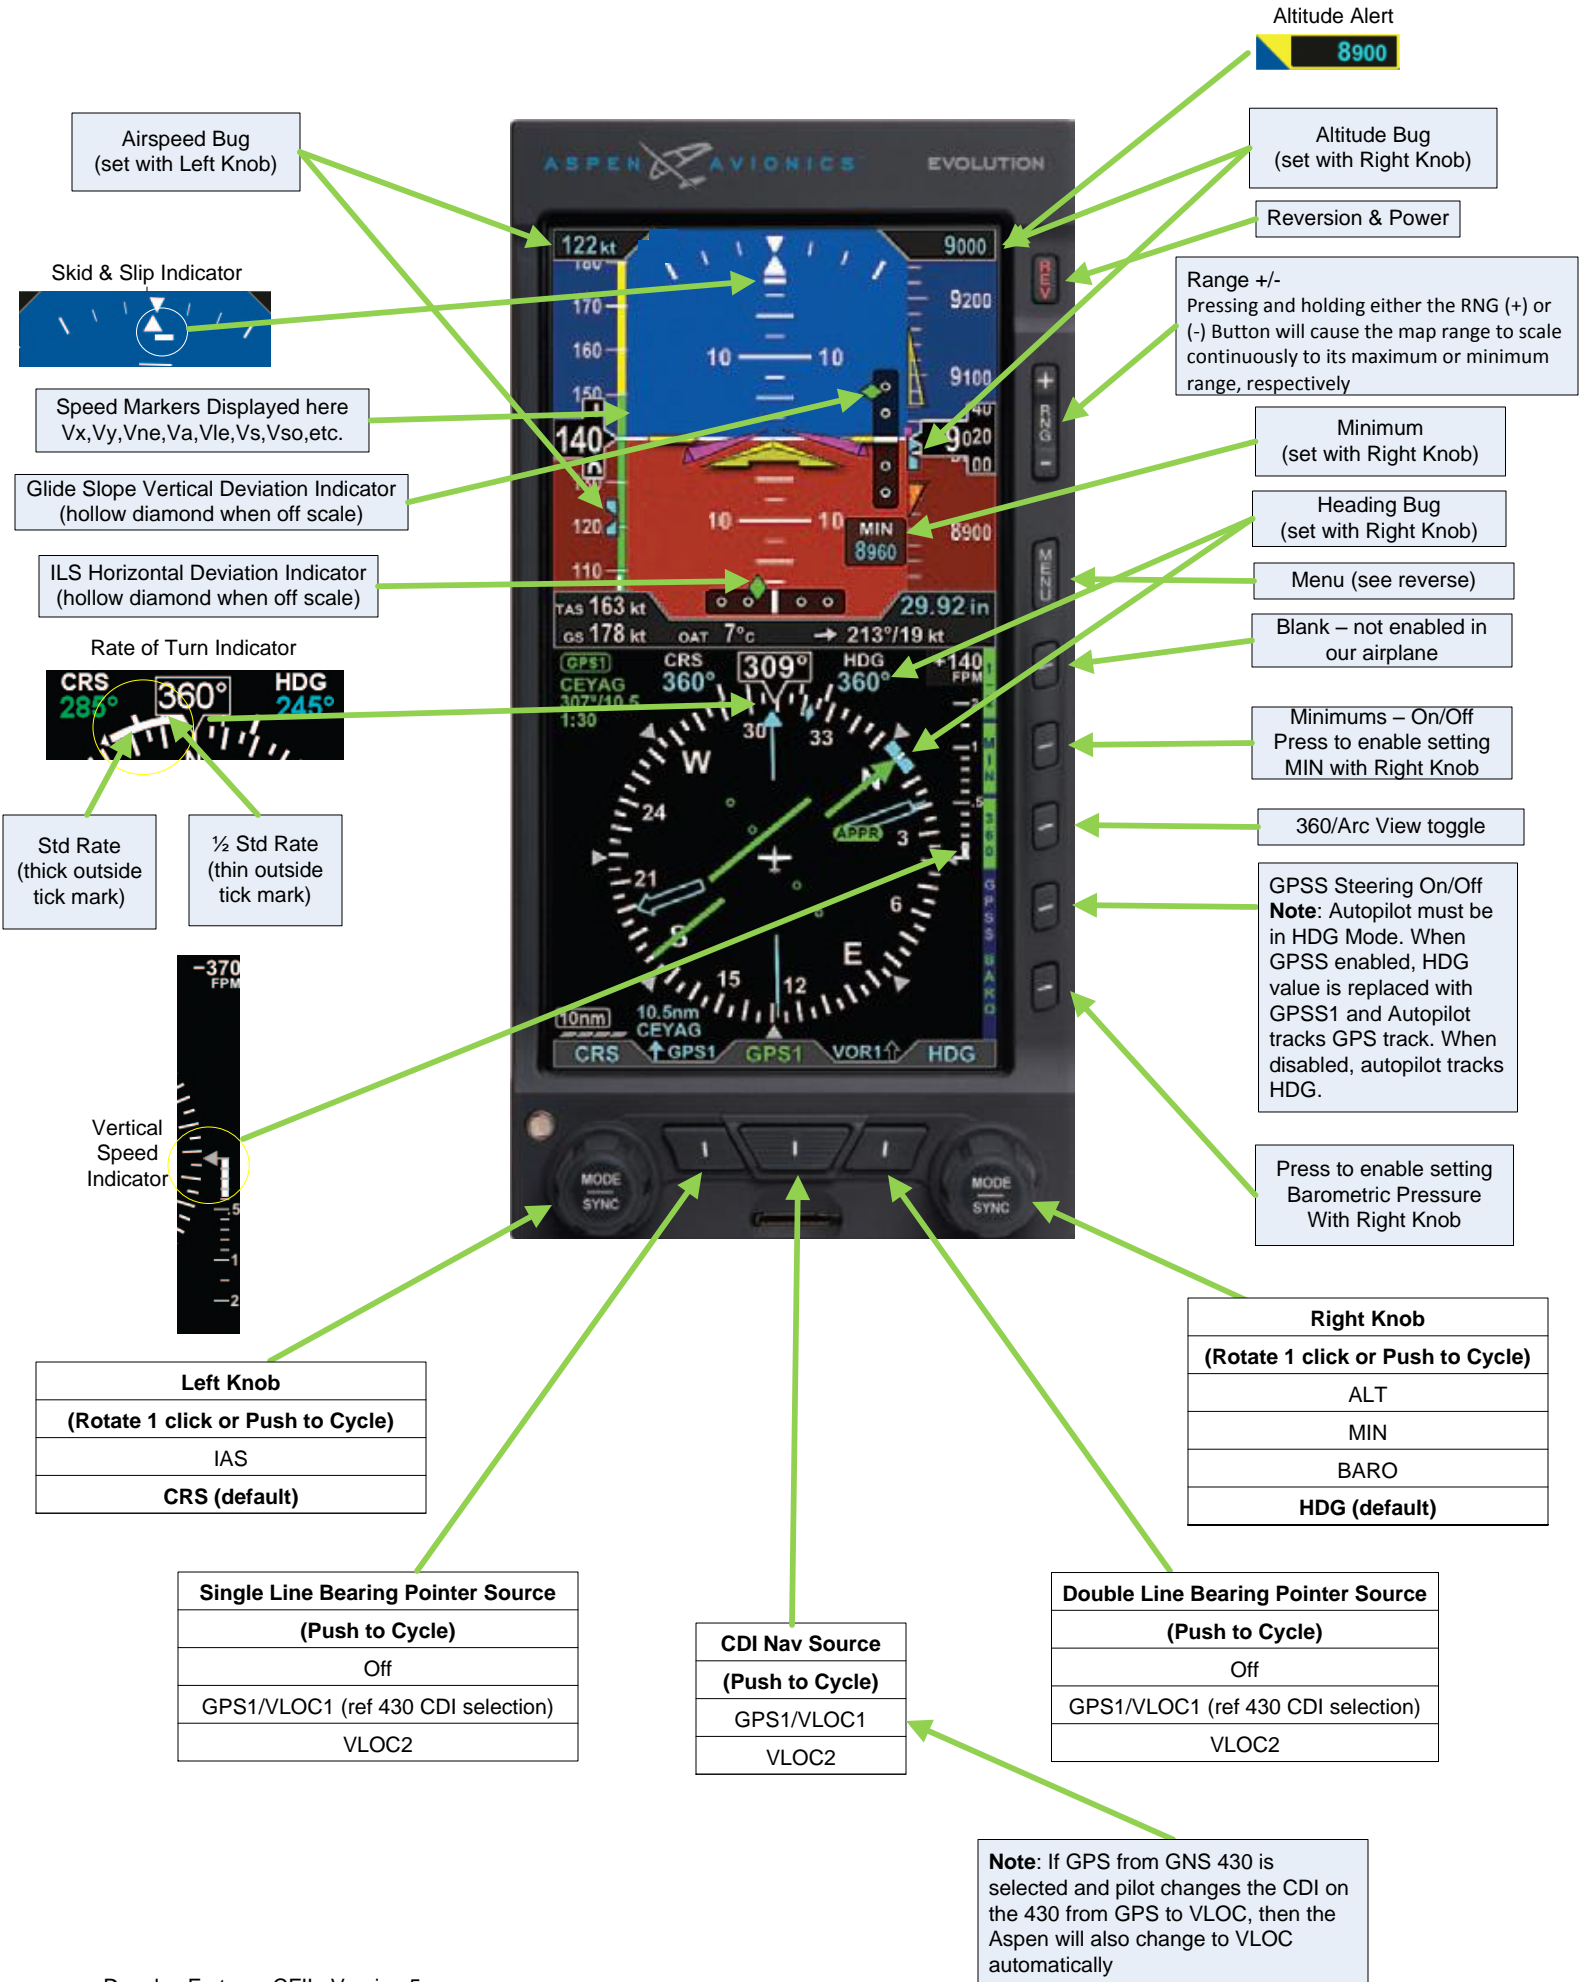 Altitude Alert
8900
Airspeed Bug
(set with Left Knob)
Altitude Bug
(set with Right Knob)
Reversion & Power
Range +/-
Pressing and holding either the RNG (+) or
(-) Button will cause the map range to scale
continuously to its maximum or minimum
range, respectively
Skid & Slip Indicator
Speed Markers Displayed here
Vx,Vy,Vne,Va,Vle,Vs,Vso,etc.
Glide Slope Vertical Deviation Indicator
(hollow diamond when off scale)
ILS Horizontal Deviation Indicator
(hollow diamond when off scale)
Minimum
(set with Right Knob)
Heading Bug
(set with Right Knob)
Menu (see reverse)
Blank – not enabled in
our airplane
Minimums – On/Off
Press to enable setting
MIN with Right Knob
360/Arc View toggle
GPSS Steering On/Off
Note: Autopilot must be
in HDG Mode. When
GPSS enabled, HDG
value is replaced with
GPSS1 and Autopilot
tracks GPS track. When
disabled, autopilot tracks
HDG.
Press to enable setting
Barometric Pressure
With Right Knob
Rate of Turn Indicator
CRS 360° HDG
285° 245°
Std Rate
(thick outside
tick mark)
½ Std Rate
(thin outside
tick mark)
-370
FPM
.5
1
2
Vertical
Speed
Indicator
ASPEN AVIONICS EVOLUTION
122 kt
9000
REV
170
9200
160
10 10
9100
+
RNG
-
150
140
9020
120
10 10
MIN
8960
8900
110
MENU
TAS 163 kt
29.92 in
GS 178 kt OAT 7°C → 213°/19 kt
GPS1
CRS 309° HDG +140
360° 360° FPM
CEYAG
307°/10.5
1:30
30 33
W N
24
APPR
3
21
6
S E
15 12
1
.5
MIN
360
GPSS
BARO
10nm
10.5nm
CEYAG
CRS GPS1 GPS1 VOR1 HDG
MODE
SYNC
MODE
SYNC
Left Knob
(Rotate 1 click or Push to Cycle)
IAS
CRS (default)
Right Knob
(Rotate 1 click or Push to Cycle)
ALT
MIN
BARO
HDG (default)
Single Line Bearing Pointer Source
(Push to Cycle)
Off
GPS1/VLOC1 (ref 430 CDI selection)
VLOC2
CDI Nav Source
(Push to Cycle)
GPS1/VLOC1
VLOC2
Double Line Bearing Pointer Source
(Push to Cycle)
Off
GPS1/VLOC1 (ref 430 CDI selection)
VLOC2
Note: If GPS from GNS 430 is
selected and pilot changes the CDI on
the 430 from GPS to VLOC, then the
Aspen will also change to VLOC
automatically